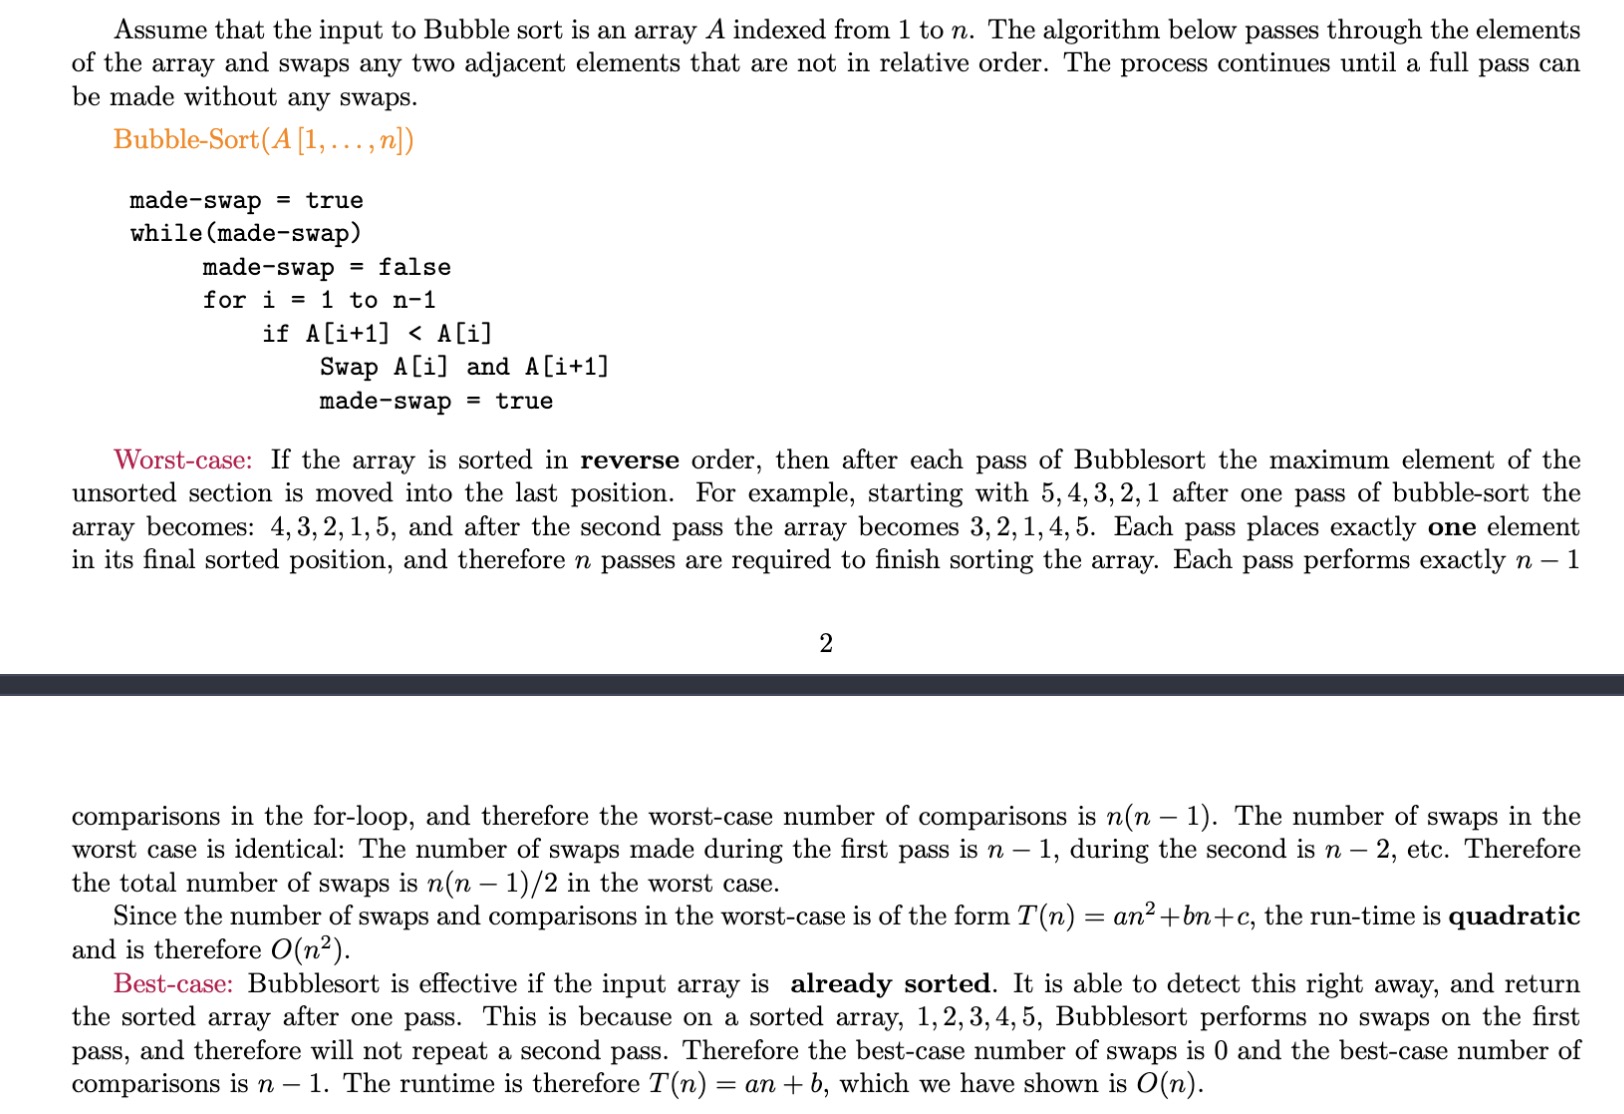 Assume that the input to Bubble sort is an array A indexed from 1 to n. The algorithm below passes through the elements
of the array and swaps any two adjacent elements that are not in relative order. The process continues until a full pass can
be made without any swaps.
Bubble-Sort(A[1, . . . , n])
made-swap = true
while(made-swap)
made-swap = false
for i = 1 to n-1
if A[i+1] < A[i]
Swap A[i] and A[i+1]
made-swap = true
Worst-case: If the array is sorted in reverse order, then after each pass of Bubblesort the maximum element of the
unsorted section is moved into the last position. For example, starting with 5, 4, 3, 2, 1 after one pass of bubble-sort the
array becomes: 4, 3, 2, 1, 5, and after the second pass the array becomes 3, 2, 1, 4, 5. Each pass places exactly one element
in its final sorted position, and therefore n passes are required to finish sorting the array. Each pass performs exactly n − 1
2
comparisons in the for-loop, and therefore the worst-case number of comparisons is n(n − 1). The number of swaps in the
worst case is identical: The number of swaps made during the first pass is n − 1, during the second is n − 2, etc. Therefore
the total number of swaps is n(n − 1)/2 in the worst case.
Since the number of swaps and comparisons in the worst-case is of the form T(n) = an²+bn+c, the run-time is quadratic
and is therefore O(n²).
Best-case: Bubblesort is effective if the input array is already sorted. It is able to detect this right away, and return
the sorted array after one pass. This is because on a sorted array, 1, 2, 3, 4, 5, Bubblesort performs no swaps on the first
pass, and therefore will not repeat a second pass. Therefore the best-case number of swaps is 0 and the best-case number of
comparisons is n − 1. The runtime is therefore T(n) = an + b, which we have shown is O(n).